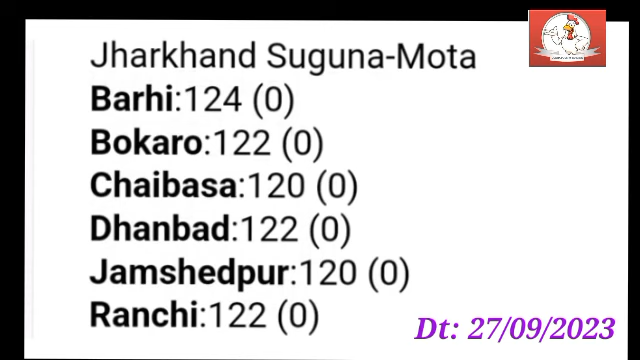 Jharkhand Suguna-Mota
Barhi:124 (0)
Bokaro:122 (0)
Chaibasa:120 (0)
Dhanbad:122 (0)
Jamshedpur:120 (0)
Ranchi:122 (0)
Dt: 27/09/2023